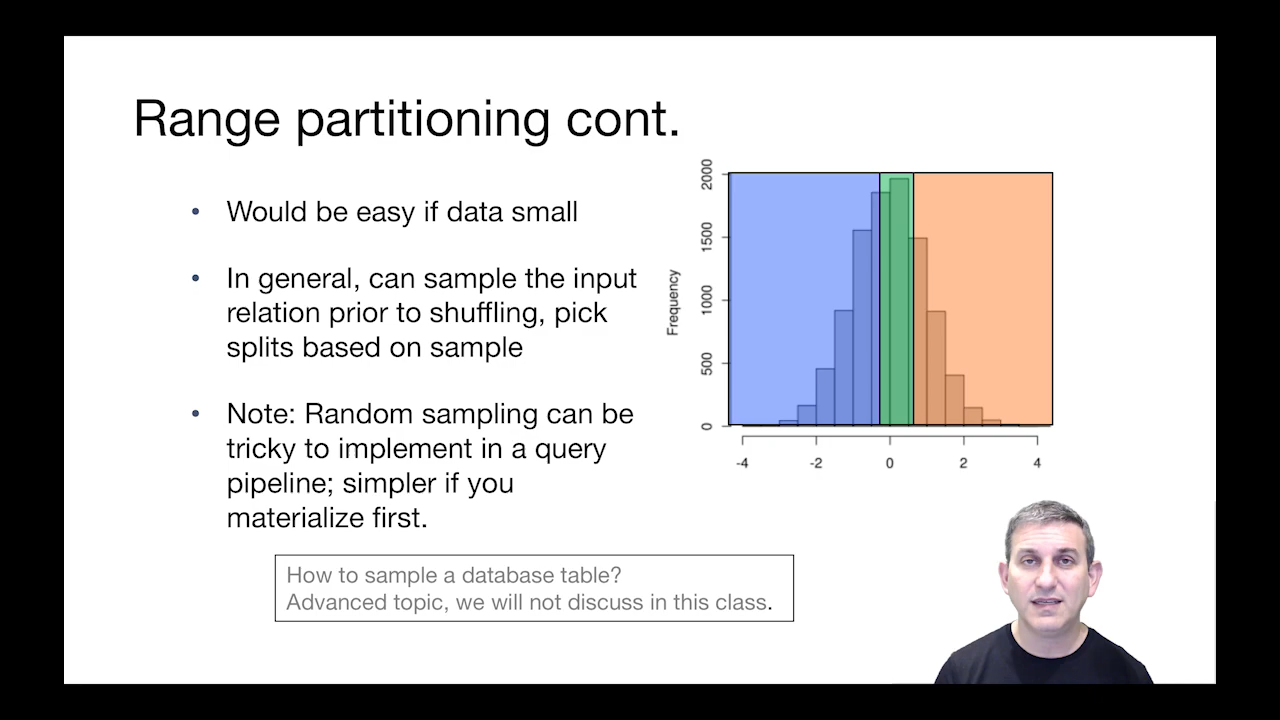 Range partitioning cont.
• Would be easy if data small
• In general, can sample the input
relation prior to shuffling, pick
splits based on sample
• Note: Random sampling can be
tricky to implement in a query
pipeline; simpler if you
materialize first.
How to sample a database table?
Advanced topic, we will not discuss in this class.
Frequency
2000
1500
1000
500
0
-4 -2 0 2 4